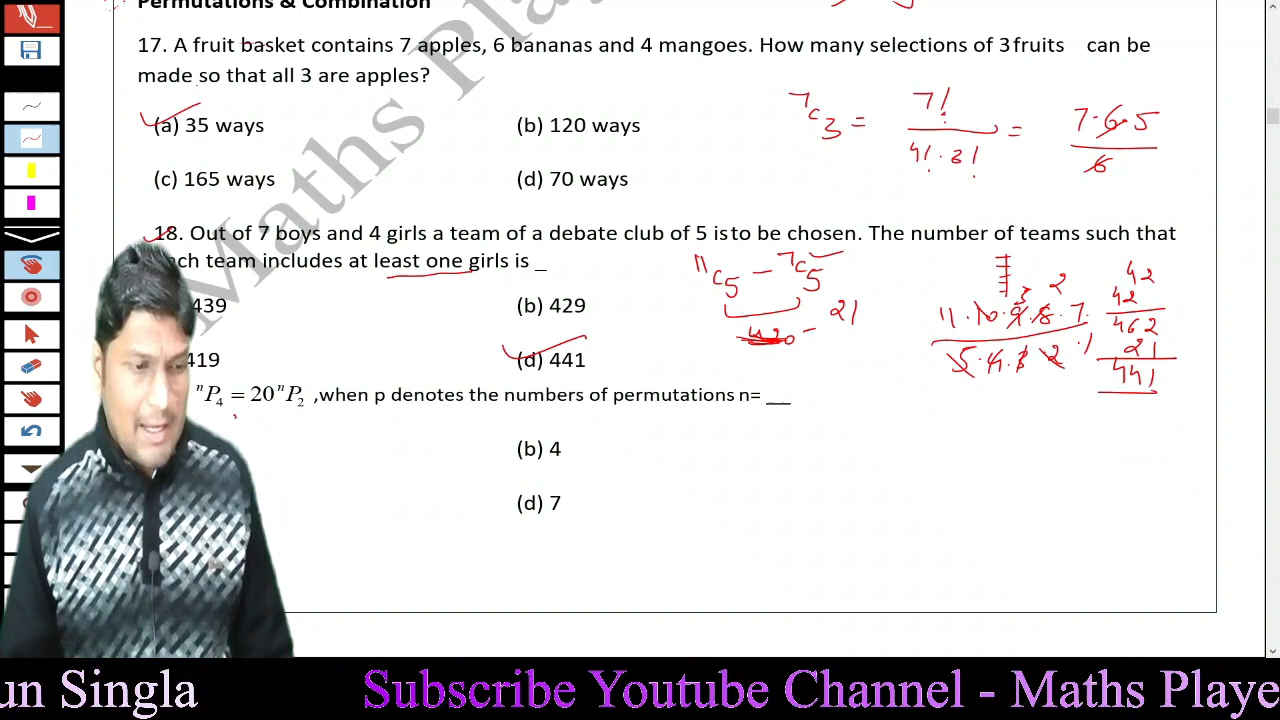 Permutations & Combination
17. A fruit basket contains 7 apples, 6 bananas and 4 mangoes. How many selections of 3 fruits can be
made so that all 3 are apples?
(a) 35 ways (b) 120 ways
(c) 165 ways (d) 70 ways
7C3 = 7! / 4! · 3! = 7 · 6 · 5 / 6
18. Out of 7 boys and 4 girls a team of a debate club of 5 is to be chosen. The number of teams such that
team includes at least one girls is _
439 (b) 429
419 (d) 441
11C5 – 7C5
– 21
11 · 10 · 9 · 8 · 7 / 5 · 4 · 3 · 2 · 1
3 2
42
42
462
21
441
ⁿP₄ = 20 ⁿP₂ ,when p denotes the numbers of permutations n= __
(b) 4
(d) 7
Maths Pla
un Singla Subscribe Youtube Channel - Maths Playe